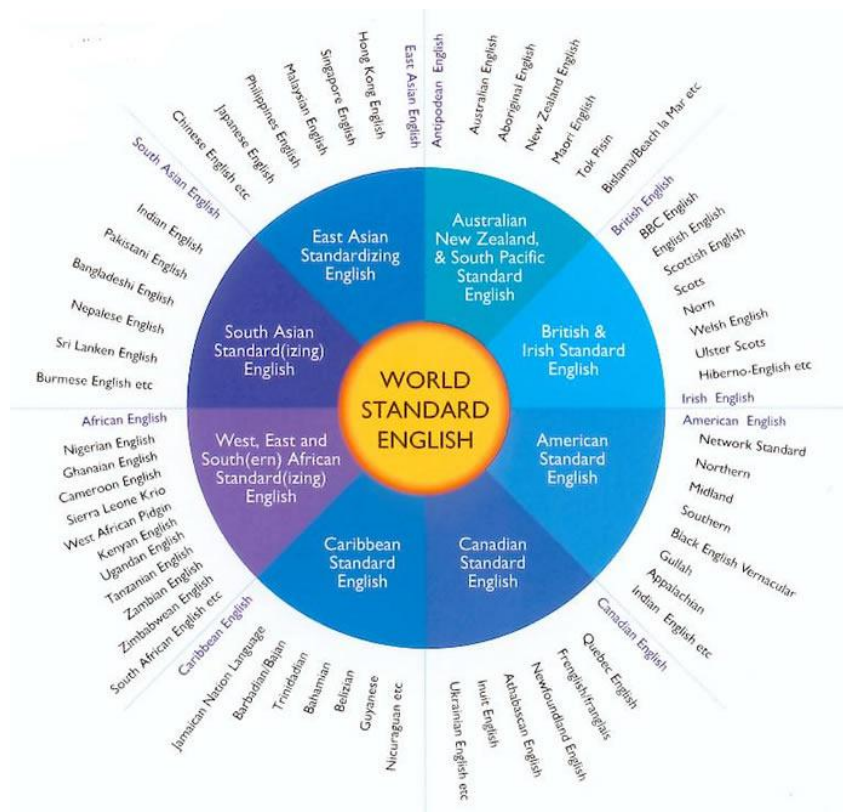 WORLD
STANDARD
ENGLISH
Australian
New Zealand,
& South Pacific
Standard
English
British &
Irish Standard
English
American
Standard
English
Canadian
Standard
English
Caribbean
Standard
English
West, East and
South(ern) African
Standard(izing)
English
South Asian
Standard(izing)
English
East Asian
Standardizing
English
Antipodean English
Australian English
Aboriginal English
New Zealand English
Maori English
Tok Pisin
Bislama/Beach la Mar etc
British English
BBC English
English English
Scottish English
Scots
Norn
Welsh English
Ulster Scots
Hiberno-English etc
Irish English
American English
Network Standard
Northern
Midland
Southern
Black English Vernacular
Gullah
Appalachian
Indian English etc
Canadian English
Quebec English
Frenglish/franglais
Newfoundland English
Athabascan English
Inuit English
Ukrainian English etc
Caribbean English
Jamaican Nation Language
Barbadian/Bajan
Trinidadian
Bahamian
Belizian
Guyanese
Nicuraguan etc
African English
Nigerian English
Ghanaian English
Cameroon English
Sierra Leone Krio
West African Pidgin
Kenyan English
Ugandan English
Tanzanian English
Zambian English
Zimbabwean English
South African English etc
South Asian English
Indian English
Pakistani English
Bangladeshi English
Nepalese English
Sri Lanken English
Burmese English etc
East Asian English
Hong Kong English
Singapore English
Malaysian English
Philippines English
Japanese English
Chinese English etc